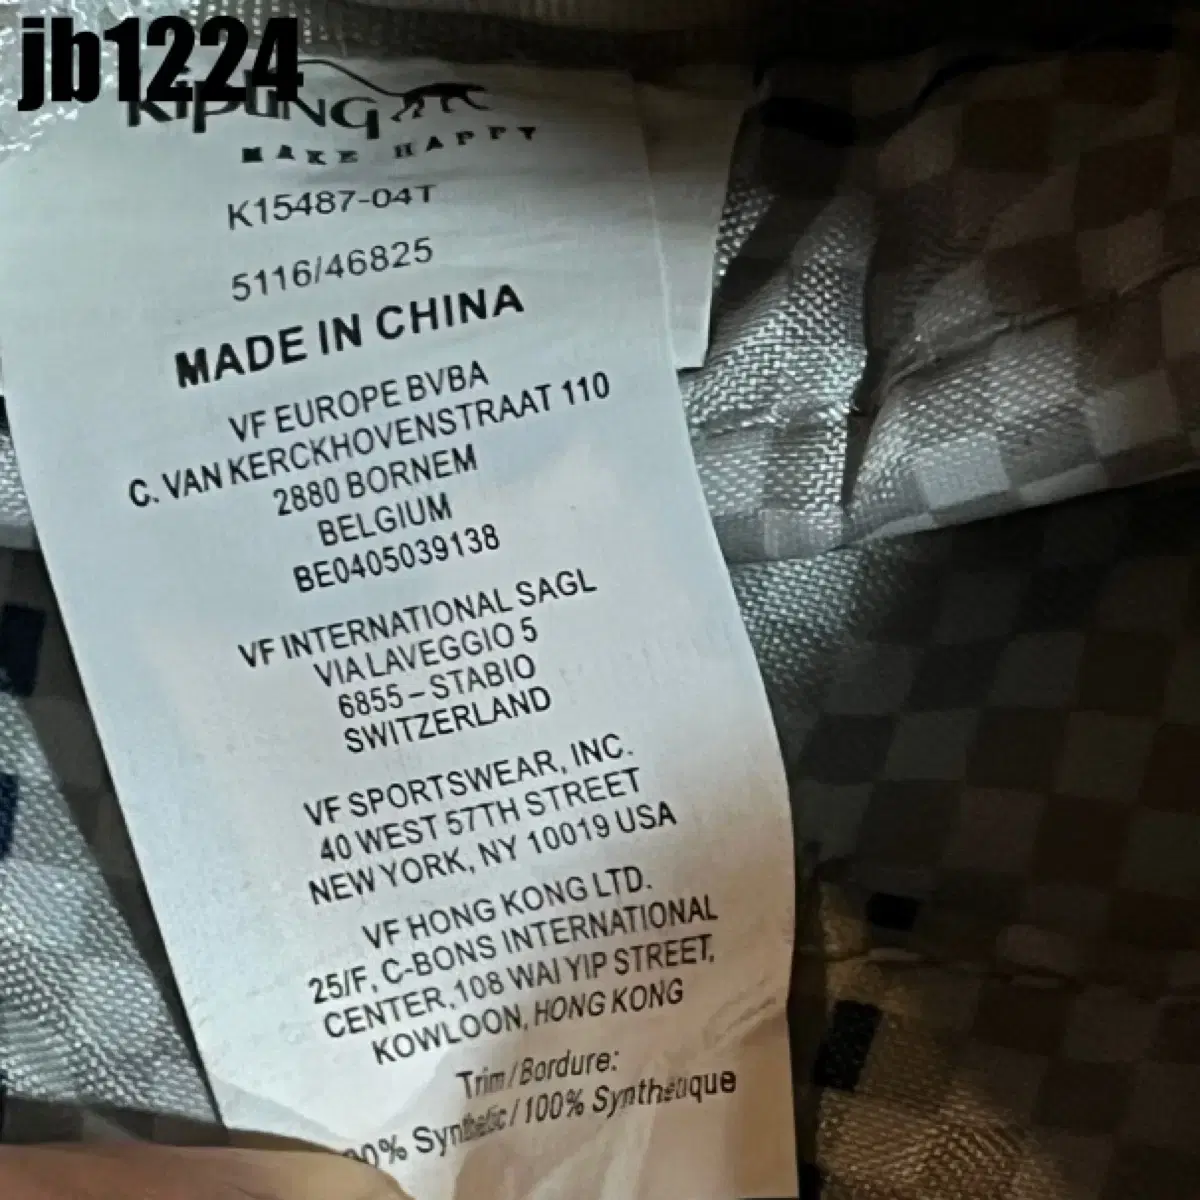 jb1224
KIPLING
MAKE HAPPY
K15487-04T
5116/46825
MADE IN CHINA
VF EUROPE BVBA
C. VAN KERCKHOVENSTRAAT 110
2880 BORNEM
BELGIUM
BE0405039138
VF INTERNATIONAL SAGL
VIA LAVEGGIO 5
6855 – STABIO
SWITZERLAND
VF SPORTSWEAR, INC.
40 WEST 57TH STREET
NEW YORK, NY 10019 USA
VF HONG KONG LTD.
25/F, C-BONS INTERNATIONAL
CENTER,108 WAI YIP STREET,
KOWLOON, HONG KONG
Trim/Bordure:
Synthetic/100% Synthétique